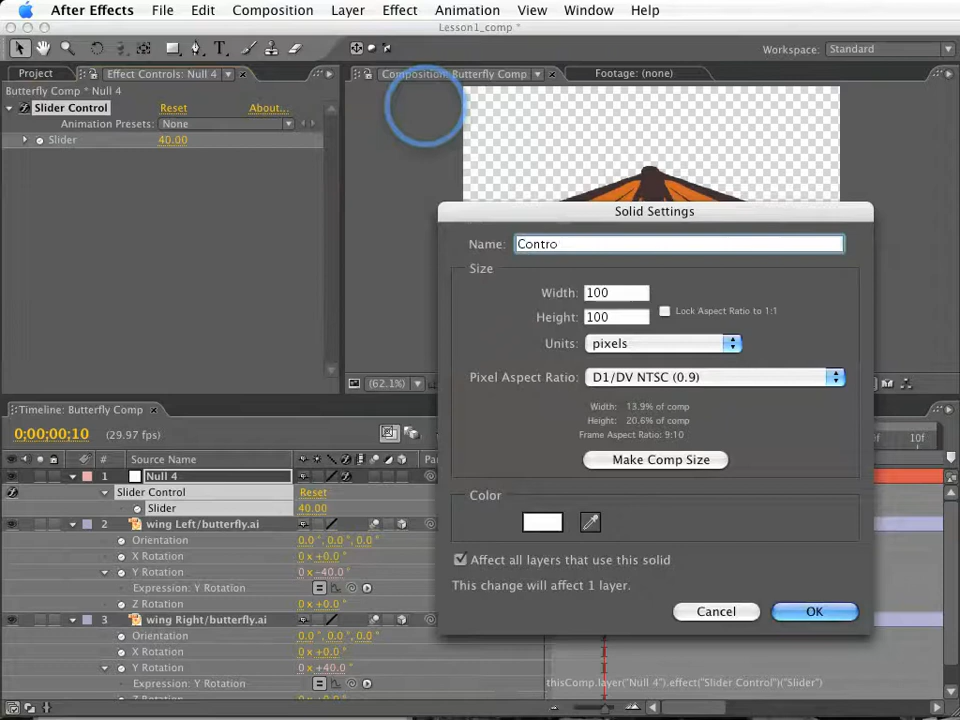 After Effects File Edit Composition Layer Effect Animation View Window Help
Lesson1_comp *
Workspace: Standard
Project Effect Controls: Null 4 Composition: Butterfly Comp Footage: (none)
Butterfly Comp * Null 4
Slider Control Reset About...
Animation Presets: None
Slider 40.00
Solid Settings
Name: Contro
Size
Width: 100
Height: 100
Lock Aspect Ratio to 1:1
Units: pixels
Pixel Aspect Ratio: D1/DV NTSC (0.9)
Width: 13.9% of comp
Height: 20.6% of comp
Frame Aspect Ratio: 9:10
Make Comp Size
Color
Affect all layers that use this solid
This change will affect 1 layer.
Cancel OK
(62.1%)
Timeline: Butterfly Comp
0;00;00;10 (29.97 fps)
10f
# Source Name
1 Null 4
Slider Control Reset
Slider 40.00
2 wing Left/butterfly.ai
Orientation 0.0°, 0.0°, 0.0°
X Rotation 0 x +0.0°
Y Rotation 0 x -40.0°
Expression: Y Rotation
Z Rotation 0 x +0.0°
3 wing Right/butterfly.ai
Orientation 0.0°, 0.0°, 0.0°
X Rotation 0 x +0.0°
Y Rotation 0 x +40.0°
Expression: Y Rotation thisComp.layer("Null 4").effect("Slider Control")("Slider")